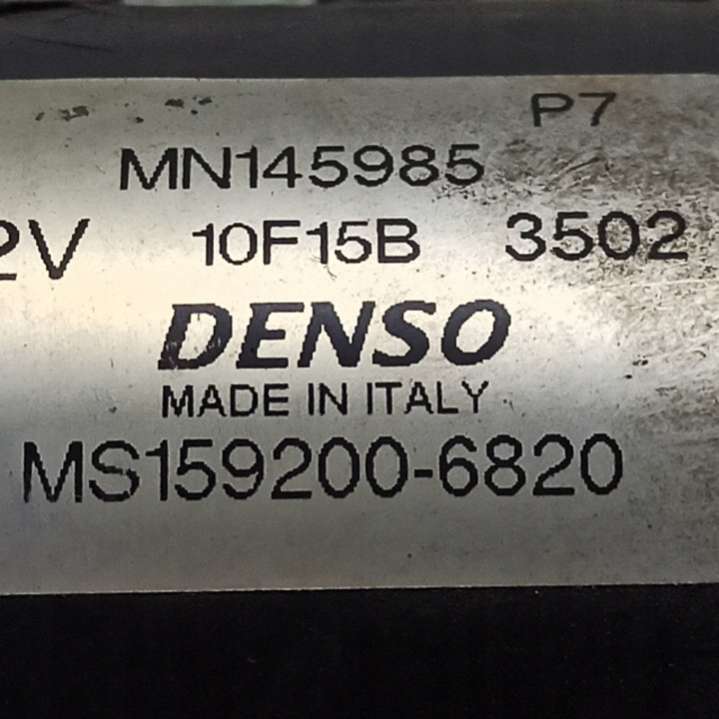 P7
MN145985
2V 10F15B 3502
DENSO
MADE IN ITALY
MS159200-6820